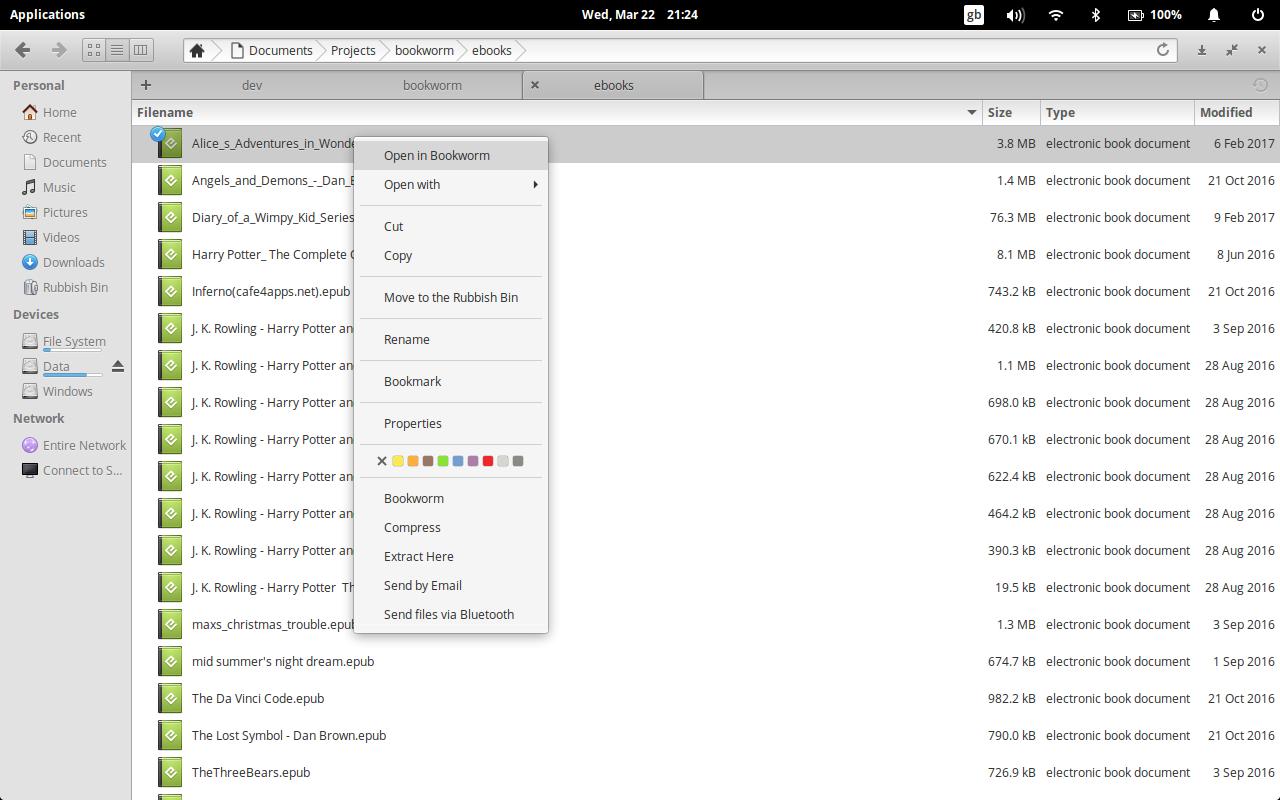 Applications Wed, Mar 22 21:24 gb 100%
Documents Projects bookworm ebooks
Personal
Home
Recent
Documents
Music
Pictures
Videos
Downloads
Rubbish Bin
Devices
File System
Data
Windows
Network
Entire Network
Connect to S...
+ dev bookworm × ebooks
Filename Size Type Modified
Alice_s_Adventures_in_Wonde 3.8 MB electronic book document 6 Feb 2017
Angels_and_Demons_-_Dan_B 1.4 MB electronic book document 21 Oct 2016
Diary_of_a_Wimpy_Kid_Series 76.3 MB electronic book document 9 Feb 2017
Harry Potter_ The Complete C 8.1 MB electronic book document 8 Jun 2016
Inferno(cafe4apps.net).epub 743.2 kB electronic book document 21 Oct 2016
J. K. Rowling - Harry Potter an 420.8 kB electronic book document 3 Sep 2016
J. K. Rowling - Harry Potter an 1.1 MB electronic book document 28 Aug 2016
J. K. Rowling - Harry Potter an 698.0 kB electronic book document 28 Aug 2016
J. K. Rowling - Harry Potter an 670.1 kB electronic book document 28 Aug 2016
J. K. Rowling - Harry Potter an 622.4 kB electronic book document 28 Aug 2016
J. K. Rowling - Harry Potter an 464.2 kB electronic book document 28 Aug 2016
J. K. Rowling - Harry Potter an 390.3 kB electronic book document 28 Aug 2016
J. K. Rowling - Harry Potter Th 19.5 kB electronic book document 28 Aug 2016
maxs_christmas_trouble.epub 1.3 MB electronic book document 3 Sep 2016
mid summer's night dream.epub 674.7 kB electronic book document 1 Sep 2016
The Da Vinci Code.epub 982.2 kB electronic book document 21 Oct 2016
The Lost Symbol - Dan Brown.epub 790.0 kB electronic book document 21 Oct 2016
TheThreeBears.epub 726.9 kB electronic book document 3 Sep 2016
Open in Bookworm
Open with
Cut
Copy
Move to the Rubbish Bin
Rename
Bookmark
Properties
Bookworm
Compress
Extract Here
Send by Email
Send files via Bluetooth